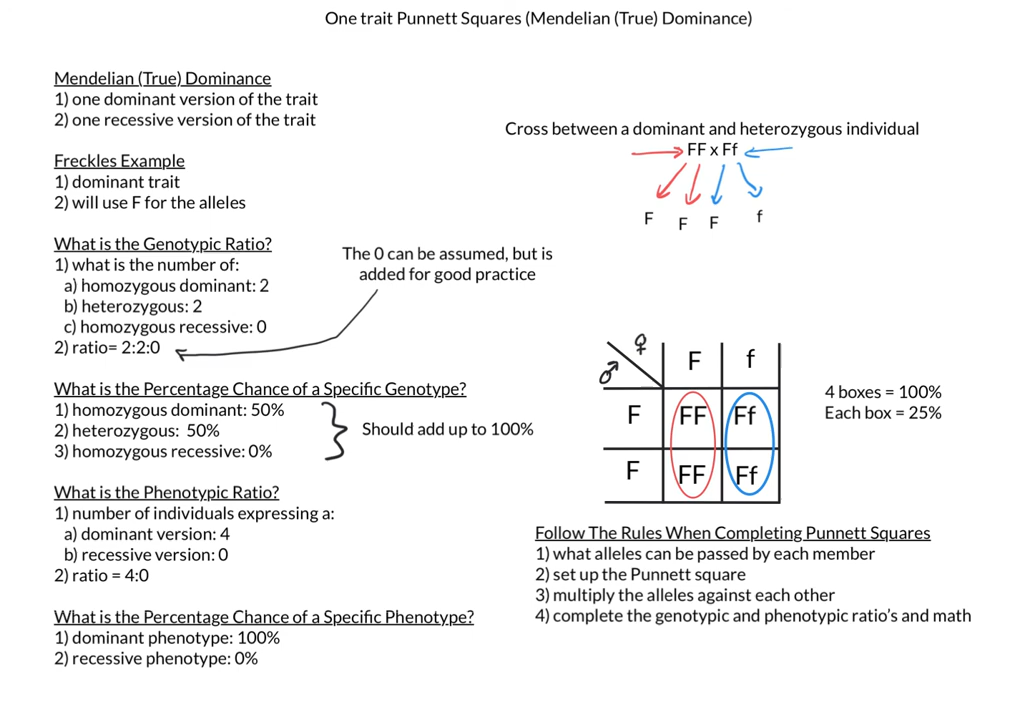 One trait Punnett Squares (Mendelian (True) Dominance)
Mendelian (True) Dominance
1) one dominant version of the trait
2) one recessive version of the trait
Freckles Example
1) dominant trait
2) will use F for the alleles
What is the Genotypic Ratio?
1) what is the number of:
a) homozygous dominant: 2
b) heterozygous: 2
c) homozygous recessive: 0
2) ratio= 2:2:0
The 0 can be assumed, but is
added for good practice
What is the Percentage Chance of a Specific Genotype?
1) homozygous dominant: 50%
2) heterozygous: 50%
3) homozygous recessive: 0%
Should add up to 100%
What is the Phenotypic Ratio?
1) number of individuals expressing a:
a) dominant version: 4
b) recessive version: 0
2) ratio = 4:0
What is the Percentage Chance of a Specific Phenotype?
1) dominant phenotype: 100%
2) recessive phenotype: 0%
Cross between a dominant and heterozygous individual
FF x Ff
F F F f
♀
♂
F f
F FF Ff
F FF Ff
4 boxes = 100%
Each box = 25%
Follow The Rules When Completing Punnett Squares
1) what alleles can be passed by each member
2) set up the Punnett square
3) multiply the alleles against each other
4) complete the genotypic and phenotypic ratio's and math